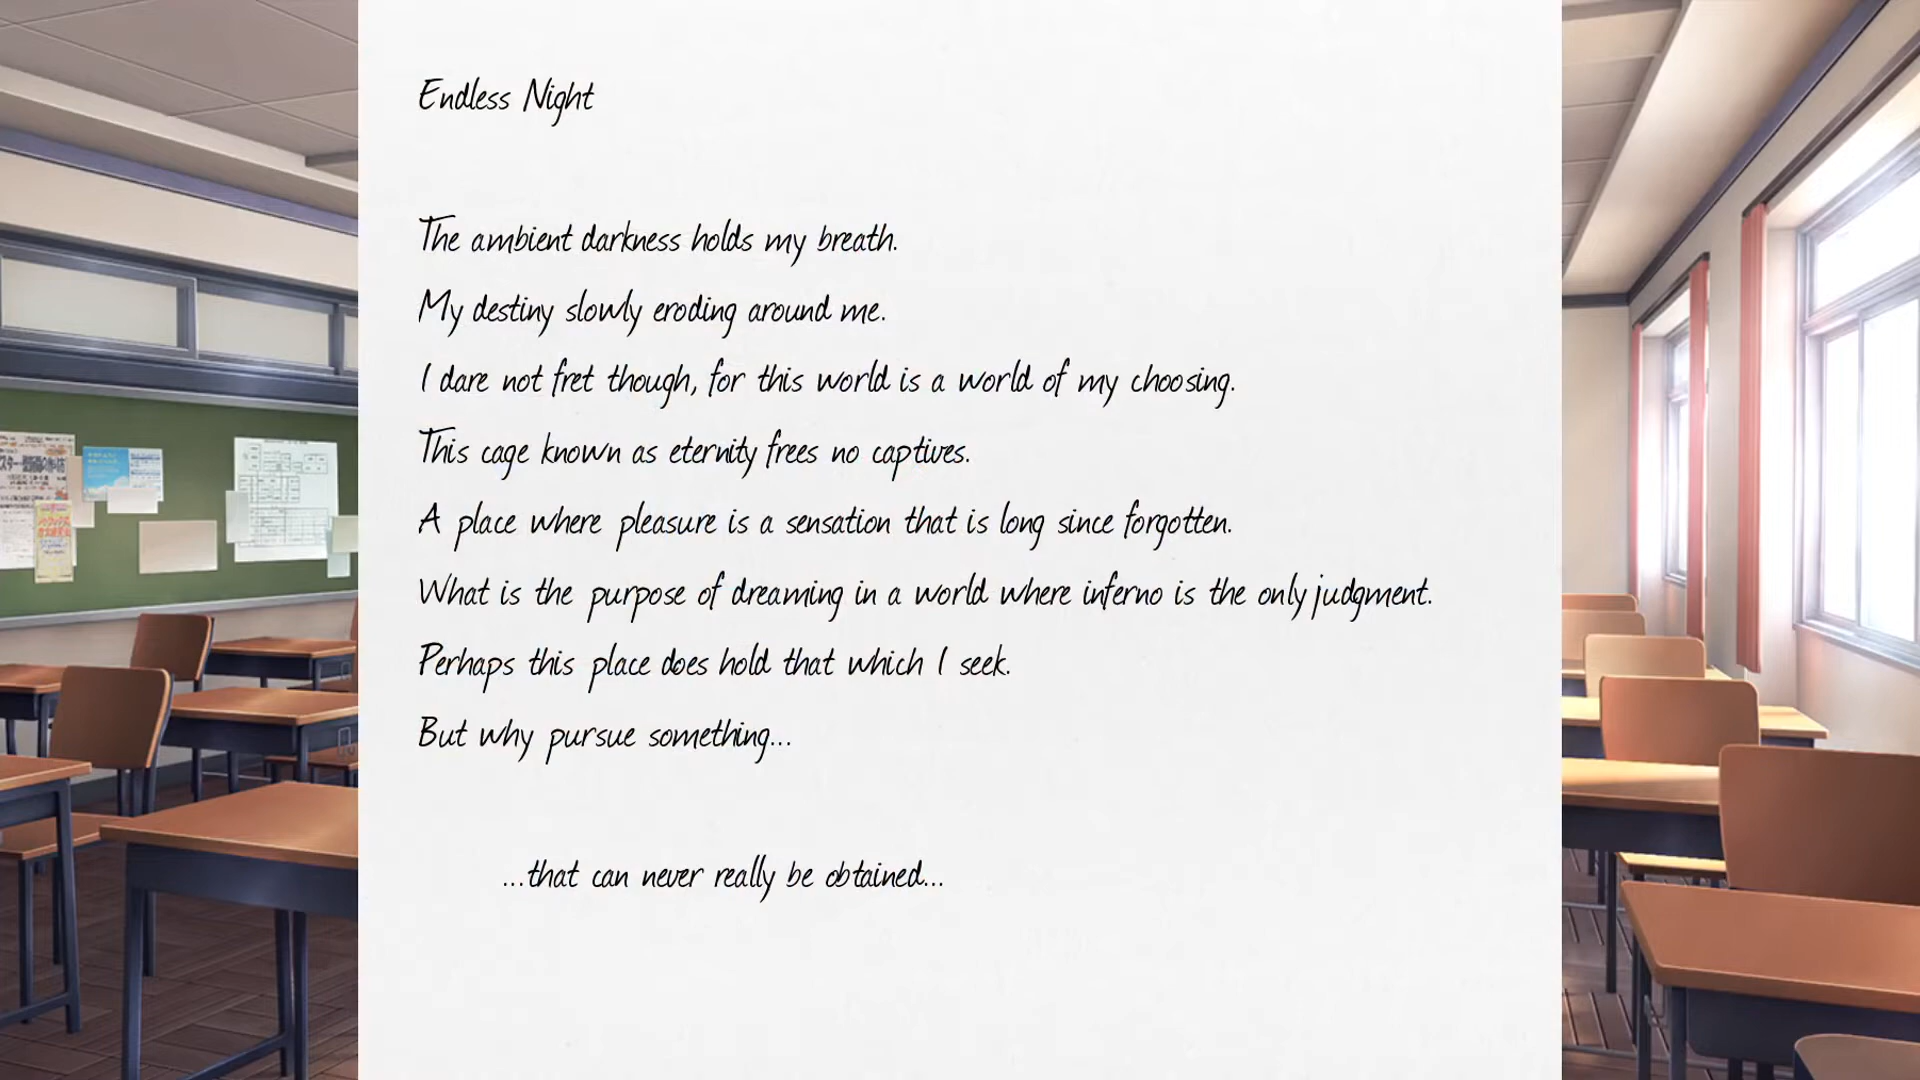 Endless Night
The ambient darkness holds my breath.
My destiny slowly eroding around me.
I dare not fret though, for this world is a world of my choosing.
This cage known as eternity frees no captives.
A place where pleasure is a sensation that is long since forgotten.
What is the purpose of dreaming in a world where inferno is the only judgment.
Perhaps this place does hold that which I seek.
But why pursue something...
...that can never really be obtained...